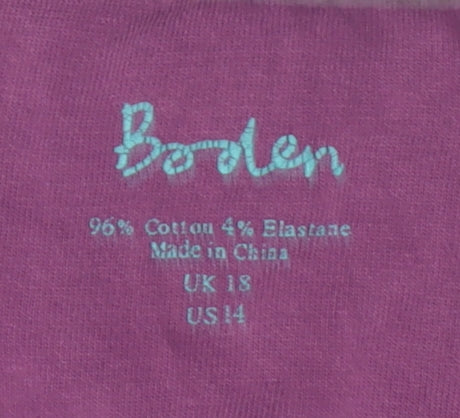 Boden
96% Cotton 4% Elastane
Made in China
UK 18
US 14